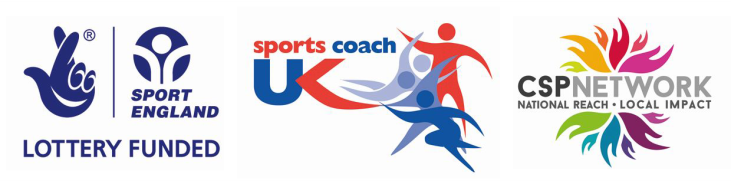 ®
SPORT
ENGLAND
LOTTERY FUNDED
sports coach
UK
CSPNETWORK
NATIONAL REACH • LOCAL IMPACT